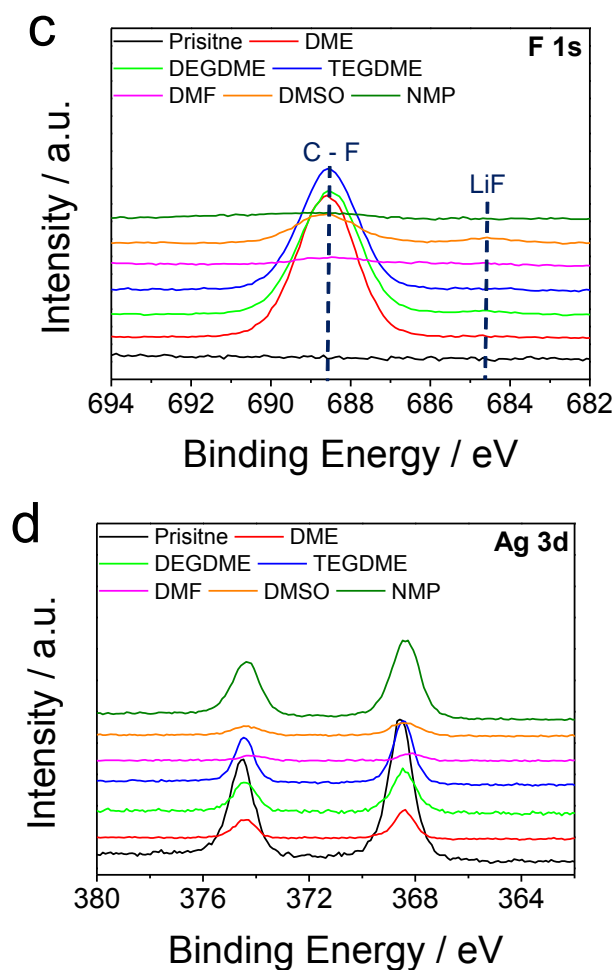 c
Prisitne DME
F 1s
DEGDME TEGDME
DMF DMSO NMP
C - F
LiF
Intensity / a.u.
694 692 690 688 686 684 682
Binding Energy / eV
d
Prisitne DME
Ag 3d
DEGDME TEGDME
DMF DMSO NMP
Intensity / a.u.
380 376 372 368 364
Binding Energy / eV